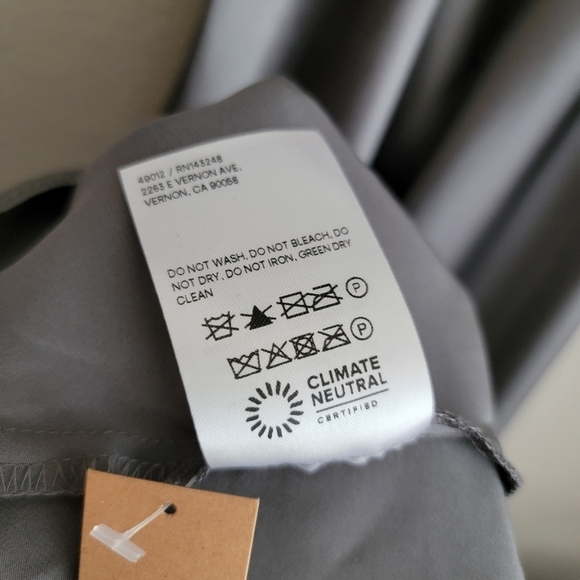 49012 / RN143248
2263 E VERNON AVE.
VERNON, CA 90058
DO NOT WASH. DO NOT BLEACH. DO
NOT DRY. DO NOT IRON. GREEN DRY
CLEAN
P
P
CLIMATE
NEUTRAL
CERTIFIED